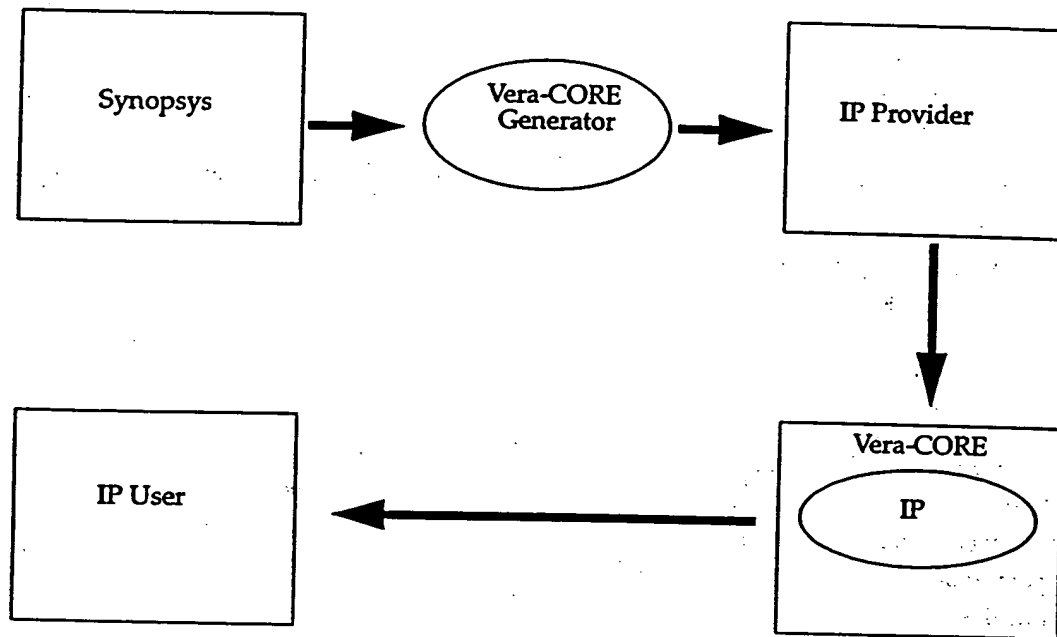 Synopsys
Vera-CORE
Generator
IP Provider
IP User
Vera-CORE
IP